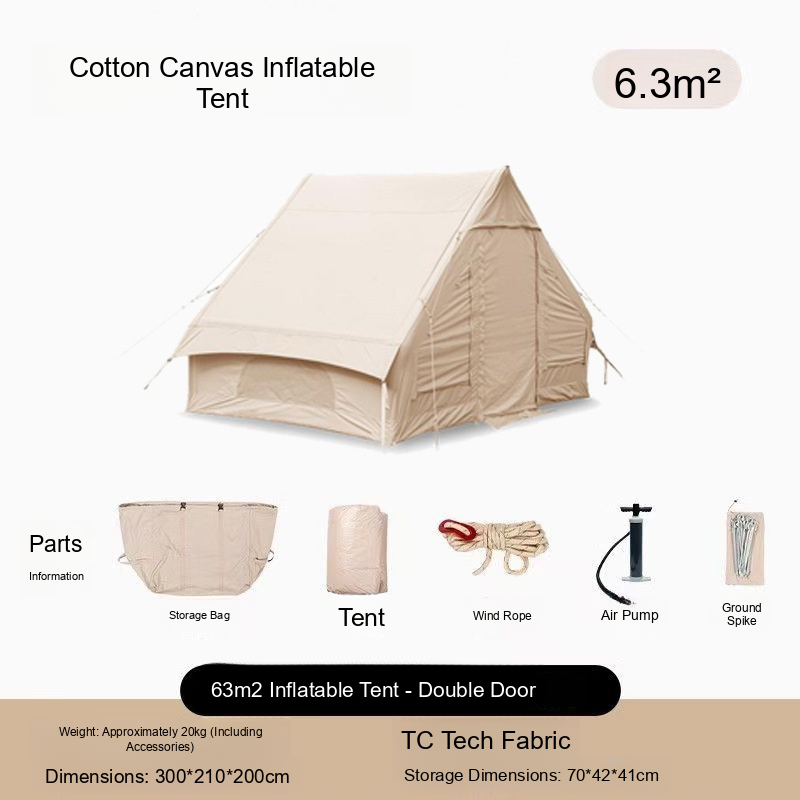 Cotton Canvas Inflatable
Tent
6.3m²
Parts
Information
Storage Bag
Tent
Wind Rope
Air Pump
Ground
Spike
63m2 Inflatable Tent - Double Door
Weight: Approximately 20kg (Including
Accessories)
TC Tech Fabric
Dimensions: 300*210*200cm
Storage Dimensions: 70*42*41cm